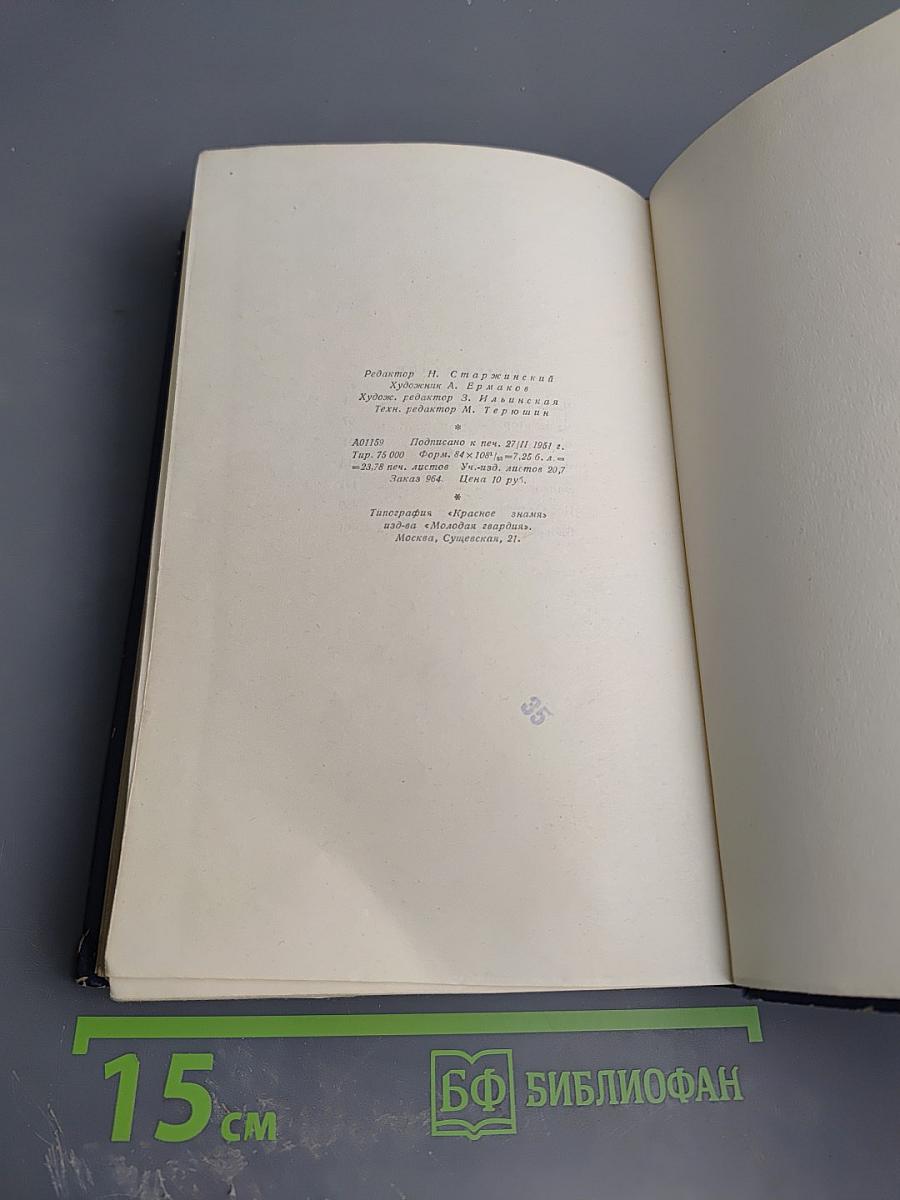 Редактор Н. Старжинский
Художник А. Ермаков
Худож. редактор З. Ильинская
Техн. редактор М. Терюшин
*
А01159 Подписано к печ. 27/II 1951 г.
Тир. 75 000 Форм. 84×108¹/₃₂=7,25 б. л.=
=23,78 печ. листов Уч.-изд. листов 20,7
Заказ 964. Цена 10 руб.
*
Типография «Красное знамя»
изд-ва «Молодая гвардия».
Москва, Сущевская, 21.
35
15 см
БФ БИБЛИОФАН